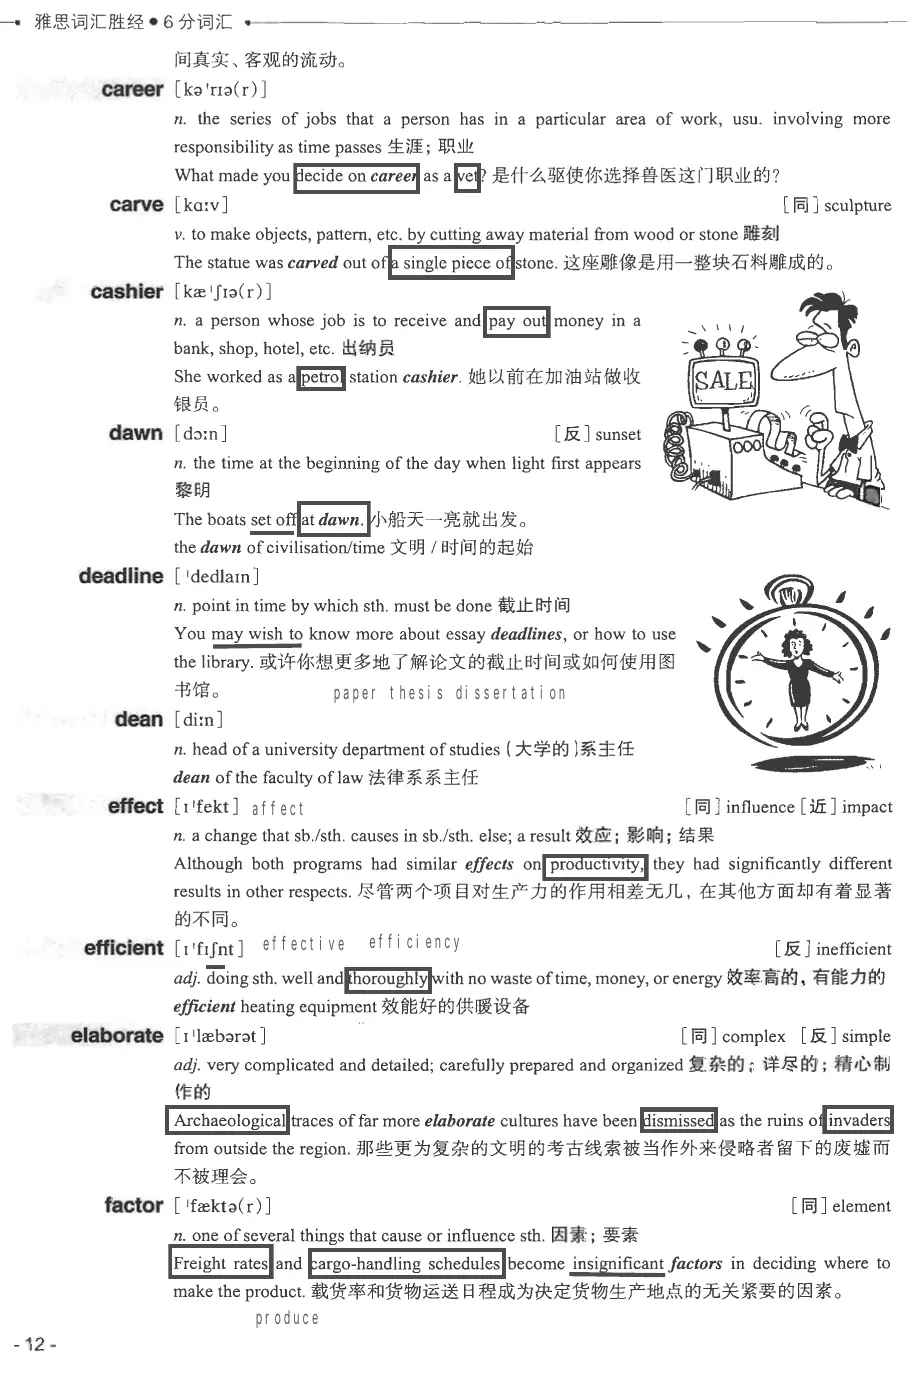 雅思词汇胜经•6分词汇
间真实、客观的流动。
career [kə'rɪə(r)]
n. the series of jobs that a person has in a particular area of work, usu. involving more
responsibility as time passes 生涯；职业
What made you decide on career as a vet? 是什么驱使你选择兽医这门职业的?
carve [kɑːv] [同] sculpture
v. to make objects, pattern, etc. by cutting away material from wood or stone 雕刻
The statue was carved out of a single piece of stone. 这座雕像是用一整块石料雕成的。
cashier [kæ'ʃɪə(r)]
n. a person whose job is to receive and pay out money in a
bank, shop, hotel, etc. 出纳员
She worked as a petrol station cashier. 她以前在加油站做收
银员。
SALE
dawn [dɔːn] [反] sunset
n. the time at the beginning of the day when light first appears
黎明
The boats set off at dawn. 小船天一亮就出发。
the dawn of civilisation/time 文明 / 时间的起始
deadline ['dedlaɪn]
n. point in time by which sth. must be done 截止时间
You may wish to know more about essay deadlines, or how to use
the library. 或许你想更多地了解论文的截止时间或如何使用图
书馆。 paper thesis dissertation
dean [diːn]
n. head of a university department of studies (大学的)系主任
dean of the faculty of law 法律系系主任
effect [ɪ'fekt] affect [同] influence [近] impact
n. a change that sb./sth. causes in sb./sth. else; a result 效应；影响；结果
Although both programs had similar effects on productivity, they had significantly different
results in other respects. 尽管两个项目对生产力的作用相差无几，在其他方面却有着显著
的不同。
efficient [ɪ'fɪʃnt] effective efficiency [反] inefficient
adj. doing sth. well and thoroughly with no waste of time, money, or energy 效率高的，有能力的
efficient heating equipment 效能好的供暖设备
elaborate [ɪ'læbərət] [同] complex [反] simple
adj. very complicated and detailed; carefully prepared and organized 复杂的；详尽的；精心制
作的
Archaeological traces of far more elaborate cultures have been dismissed as the ruins of invaders
from outside the region. 那些更为复杂的文明的考古线索被当作外来侵略者留下的废墟而
不被理会。
factor ['fæktə(r)] [同] element
n. one of several things that cause or influence sth. 因素；要素
Freight rates and cargo-handling schedules become insignificant factors in deciding where to
make the product. 载货率和货物运送日程成为决定货物生产地点的无关紧要的因素。
produce
- 12 -